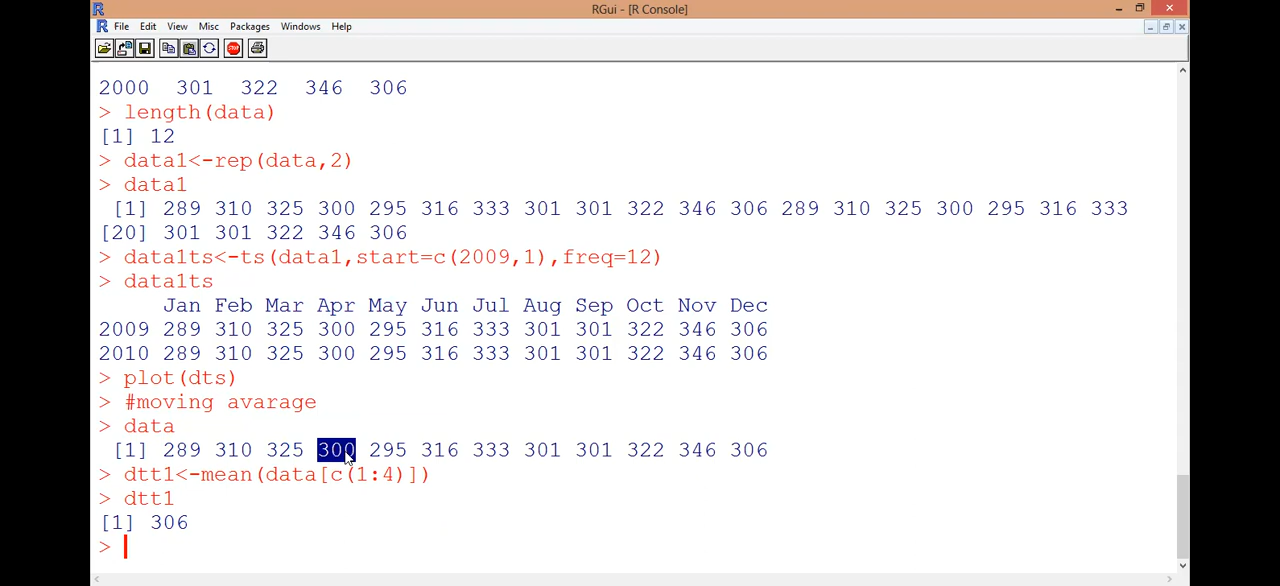 RGui - [R Console]
File Edit View Misc Packages Windows Help
2000 301 322 346 306
> length(data)
[1] 12
> data1<-rep(data,2)
> data1
[1] 289 310 325 300 295 316 333 301 301 322 346 306 289 310 325 300 295 316 333
[20] 301 301 322 346 306
> data1ts<-ts(data1,start=c(2009,1),freq=12)
> data1ts
Jan Feb Mar Apr May Jun Jul Aug Sep Oct Nov Dec
2009 289 310 325 300 295 316 333 301 301 322 346 306
2010 289 310 325 300 295 316 333 301 301 322 346 306
> plot(dts)
> #moving avarage
> data
[1] 289 310 325 300 295 316 333 301 301 322 346 306
> dtt1<-mean(data[c(1:4)])
> dtt1
[1] 306
>